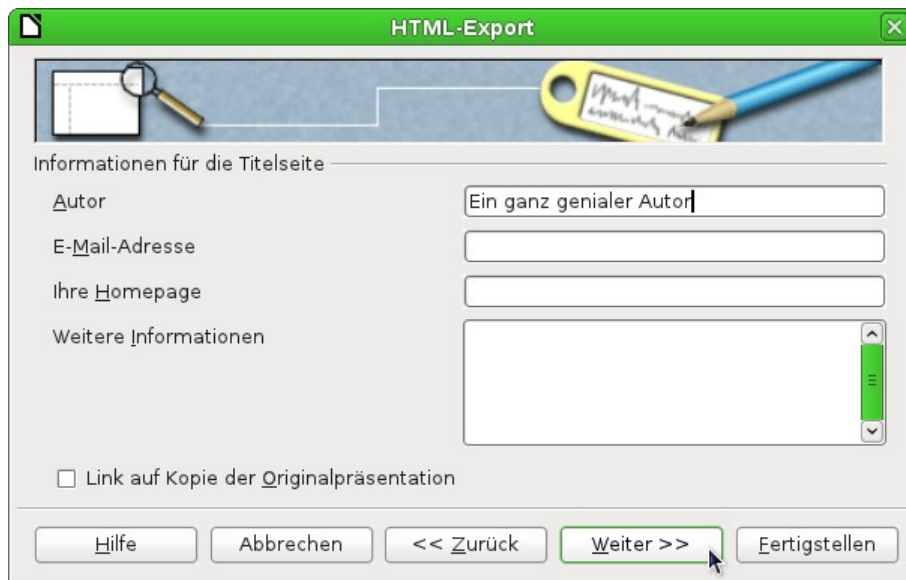 HTML-Export
Informationen für die Titelseite
Autor
Ein ganz genialer Autor
E-Mail-Adresse
Ihre Homepage
Weitere Informationen
Link auf Kopie der Originalpräsentation
Hilfe
Abbrechen
<< Zurück
Weiter >>
Fertigstellen